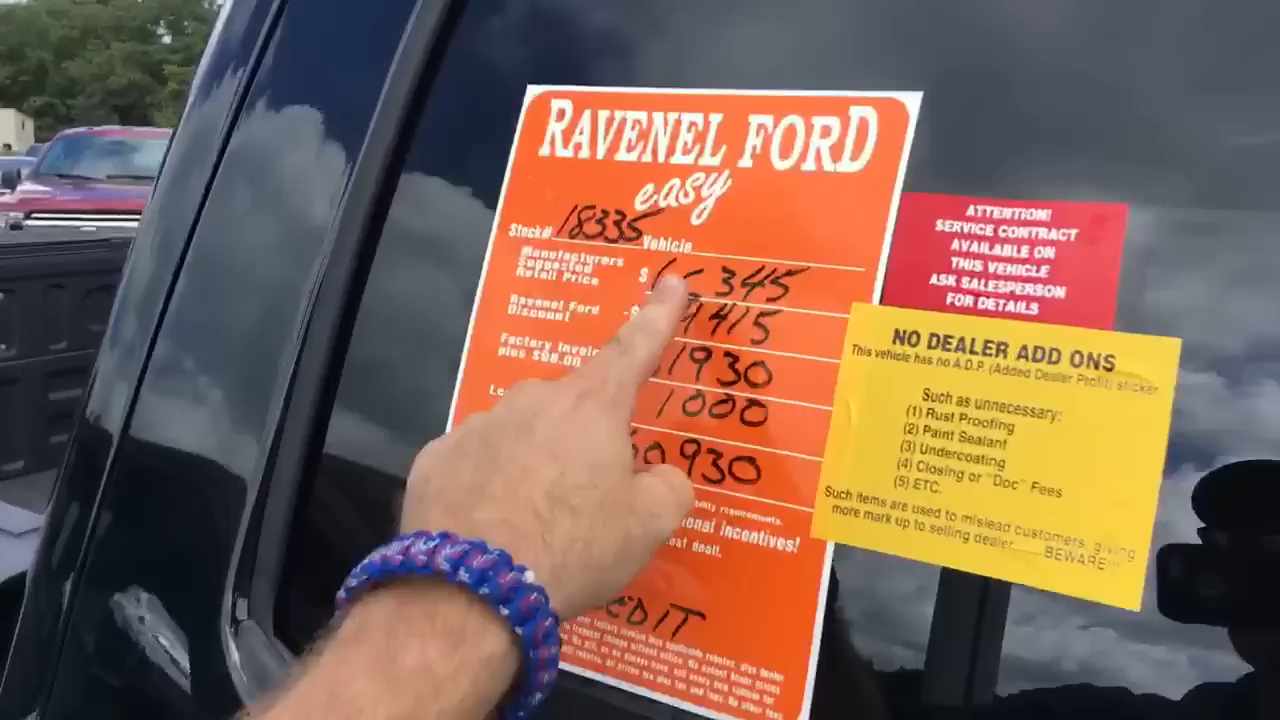 RAVENEL FORD
easy
Stock# 18335 Vehicle
Manufacturers
Suggested
Retail Price $ 345
Ravenel Ford
Discount -$ 9415
Factory Invoice
plus $98.00 1930
1000
60930
requirements.
incentives!
deal.
ATTENTION!
SERVICE CONTRACT
AVAILABLE ON
THIS VEHICLE
ASK SALESPERSON
FOR DETAILS
NO DEALER ADD ONS
This vehicle has no A.D.P. (Added Dealer Profit) sticker
Such as unnecessary:
(1) Rust Proofing
(2) Paint Sealant
(3) Undercoating
(4) Closing or "Doc" Fees
(5) ETC.
Such items are used to mislead customers, giving
more mark up to selling dealer......BEWARE!!!